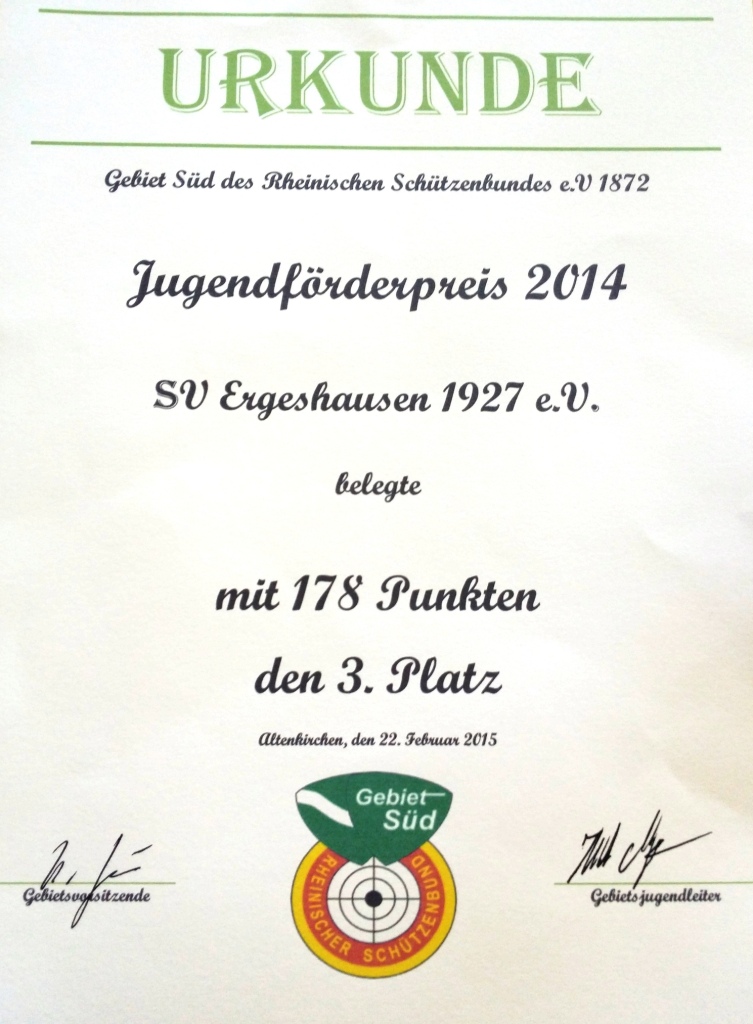 URKUNDE
Gebiet Süd des Rheinischen Schützenbundes e.V 1872
Jugendförderpreis 2014
SV Ergeshausen 1927 e.V.
belegte
mit 178 Punkten
den 3. Platz
Altenkirchen, den 22. Februar 2015
Gebiet
Süd
RHEINISCHER SCHÜTZENBUND
Gebietsvorsitzende
Gebietsjugendleiter